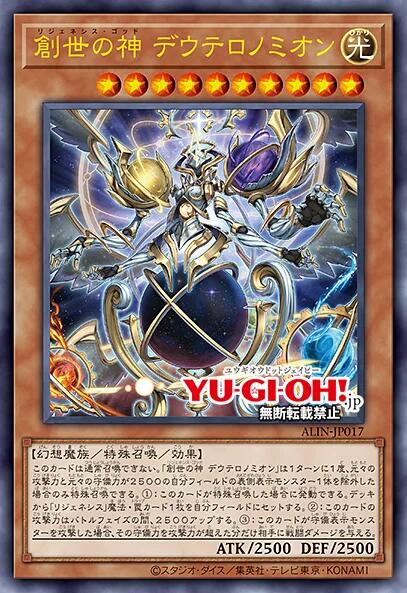 リジェネシス・ゴッド
創世の神 デウテロノミオン
ひかり
光
ユウギオウドットジェイピー
YU-GI-OH!.jp
無断転載禁止
ALIN-JP017
【幻想魔族/特殊召喚/効果】
このカードは通常召喚できない。「創世の神 デウテロノミオン」は1ターンに1度、元々の
攻撃力と元々の守備力が2500の自分フィールドの表側表示モンスター1体を除外した
場合のみ特殊召喚できる。①：このカードが特殊召喚した場合に発動できる。デッキ
から「リジェネシス」魔法・罠カード1枚を自分フィールドにセットする。②：このカードの
攻撃力はバトルフェイズの間、2500アップする。③：このカードが守備表示モンス
ターを攻撃した場合、その守備力を攻撃力が超えた分だけ相手に戦闘ダメージを与える。
ATK/2500 DEF/2500
©スタジオ・ダイス/集英社・テレビ東京・KONAMI